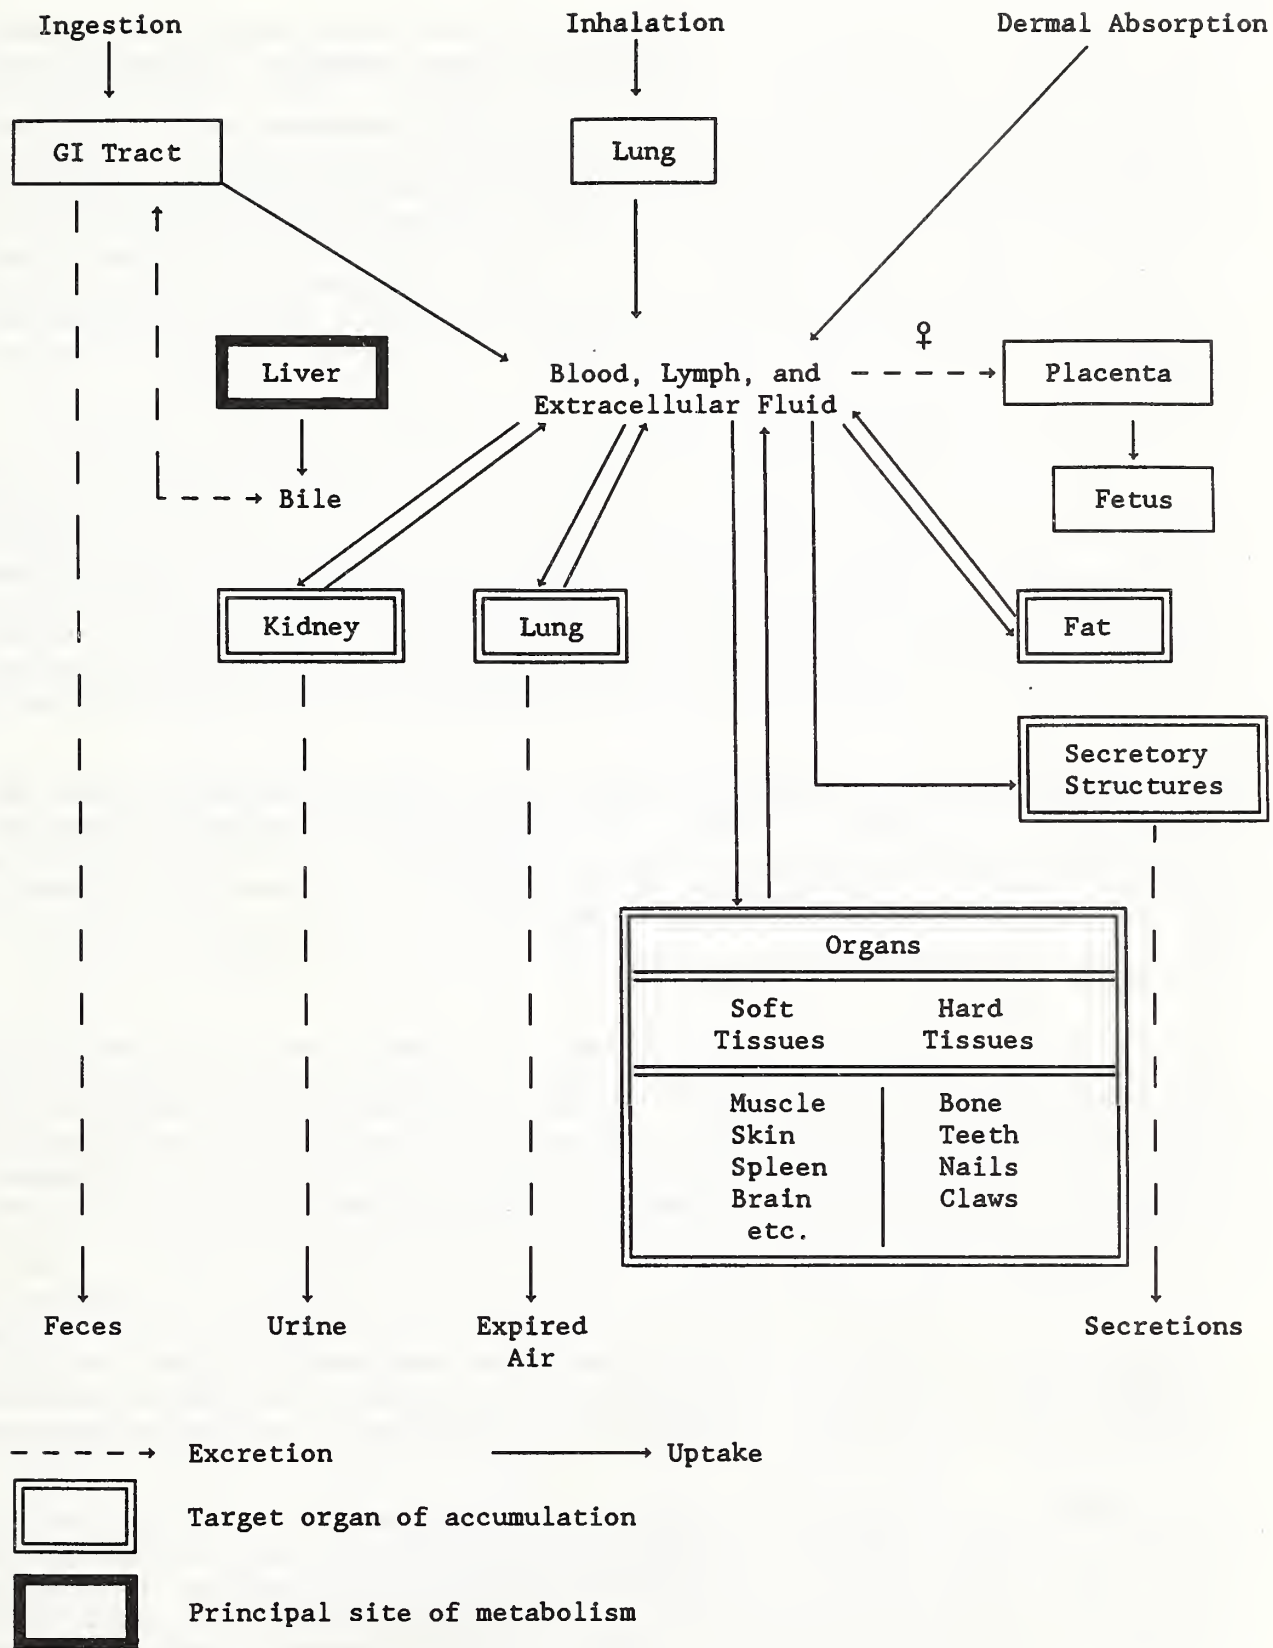 Ingestion
Inhalation
Dermal Absorption
GI Tract
Lung
♀
Liver
Blood, Lymph, and
Extracellular Fluid
Placenta
Bile
Fetus
Kidney
Lung
Fat
Secretory
Structures
Organs
Soft
Tissues
Hard
Tissues
Muscle
Skin
Spleen
Brain
etc.
Bone
Teeth
Nails
Claws
Feces
Urine
Expired
Air
Secretions
Excretion
Uptake
Target organ of accumulation
Principal site of metabolism